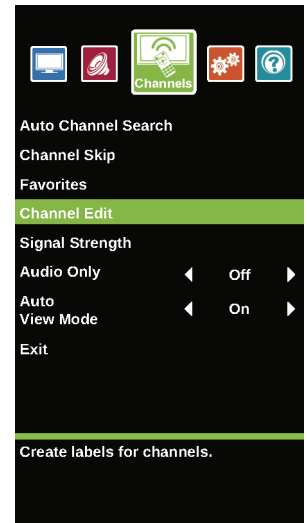 Channels
Auto Channel Search
Channel Skip
Favorites
Channel Edit
Signal Strength
Audio Only Off
Auto
View Mode On
Exit
Create labels for channels.